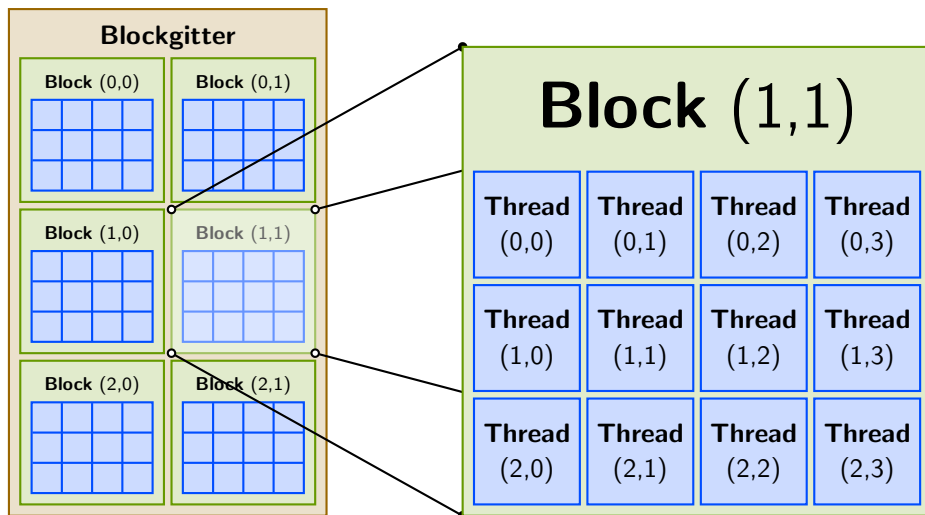 Blockgitter
Block (0,0)
Block (0,1)
Block (1,0)
Block (1,1)
Block (2,0)
Block (2,1)
Block (1,1)
Thread
(0,0)
Thread
(0,1)
Thread
(0,2)
Thread
(0,3)
Thread
(1,0)
Thread
(1,1)
Thread
(1,2)
Thread
(1,3)
Thread
(2,0)
Thread
(2,1)
Thread
(2,2)
Thread
(2,3)